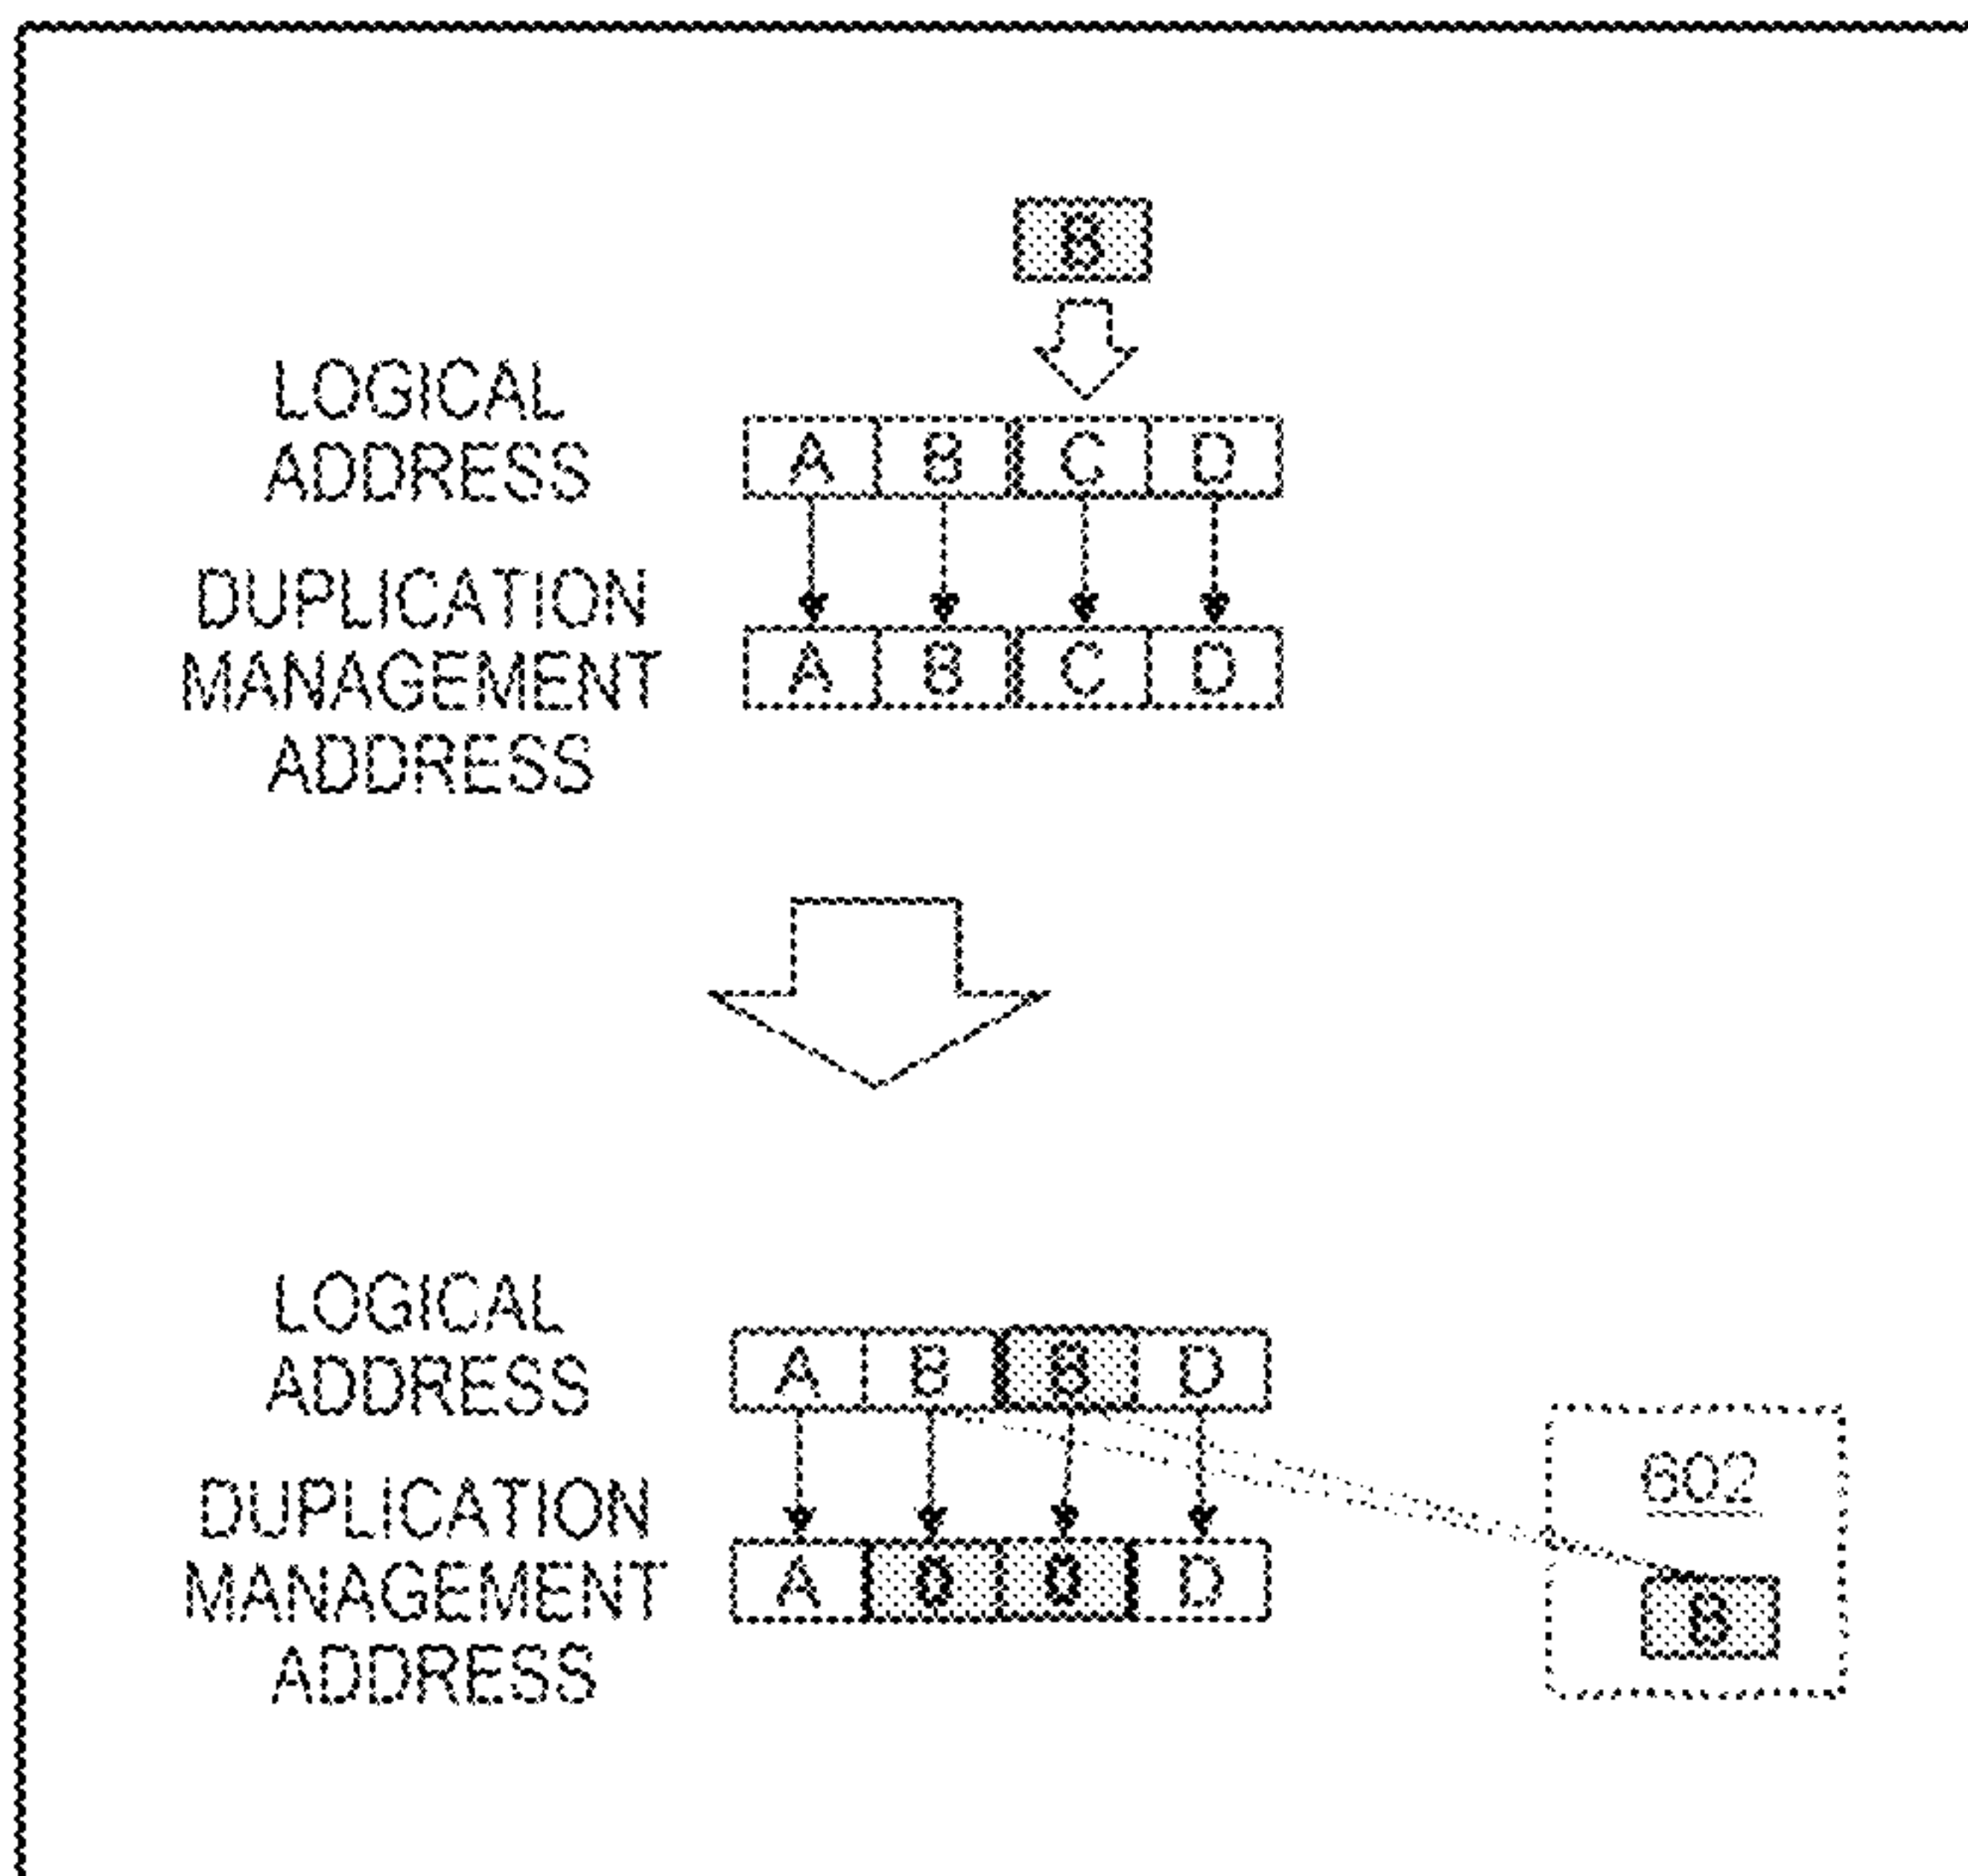 B
LOGICAL
ADDRESS
A B C D
DUPLICATION
MANAGEMENT
ADDRESS
A B C D
LOGICAL
ADDRESS
A B B D
DUPLICATION
MANAGEMENT
ADDRESS
A 0 0 D
602
B